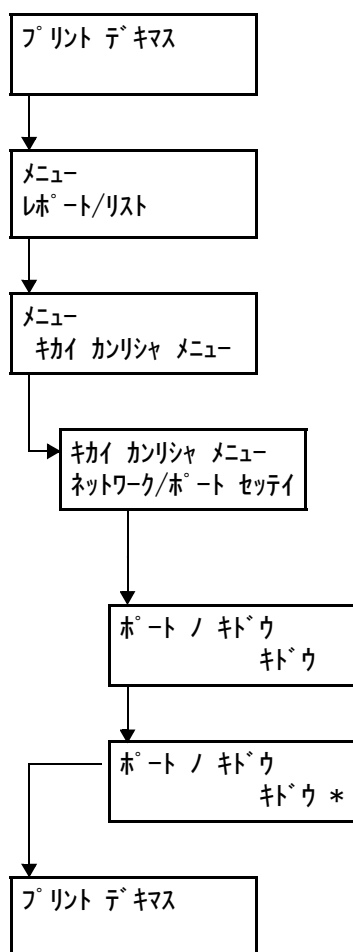 プリント デキマス
メニュー
レポート/リスト
メニュー
キカイ カンリシャ メニュー
キカイ カンリシャ メニュー
ネットワーク/ポート セッテイ
ポート ノ キドウ
キドウ
ポート ノ キドウ
キドウ *
プリント デキマス